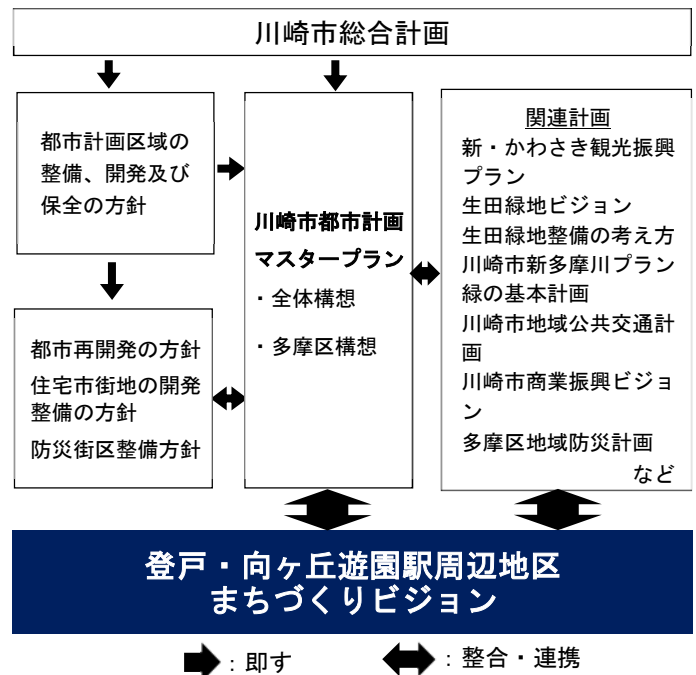 川崎市総合計画
都市計画区域の
整備、開発及び
保全の方針
都市再開発の方針
住宅市街地の開発
整備の方針
防災街区整備方針
川崎市都市計画
マスタープラン
・全体構想
・多摩区構想
関連計画
新・かわさき観光振興
プラン
生田緑地ビジョン
生田緑地整備の考え方
川崎市新多摩川プラン
緑の基本計画
川崎市地域公共交通計
画
川崎市商業振興ビジョ
ン
多摩区地域防災計画
など
登戸・向ヶ丘遊園駅周辺地区
まちづくりビジョン
：即す
：整合・連携